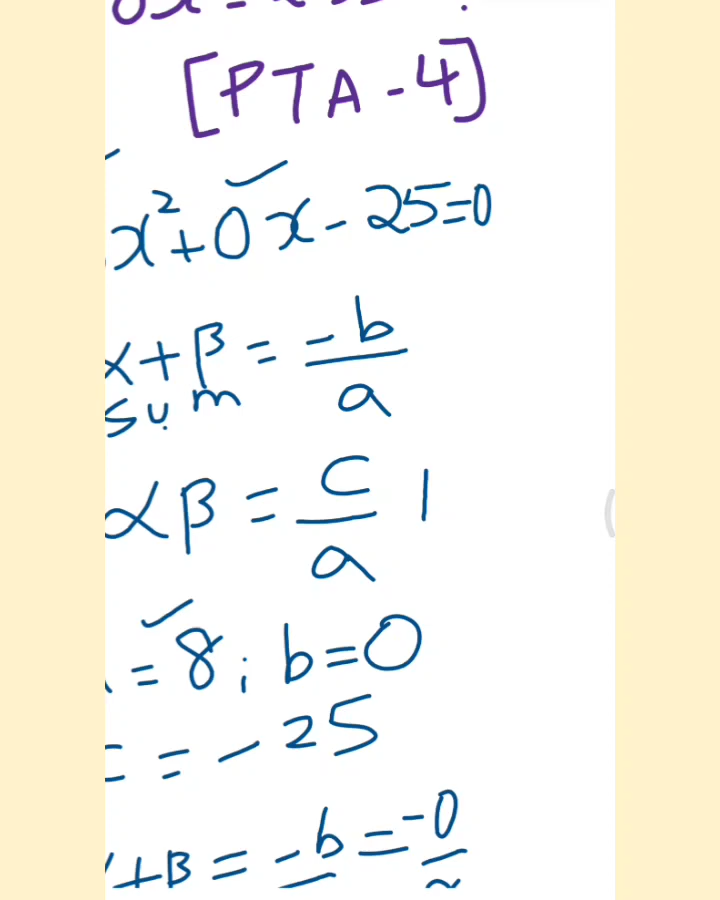 [PTA-4]
x²+0x-25=0
α+β = -b/a
sum
αβ = c/a |
= 8; b=0
= -25
+β = -b = -0